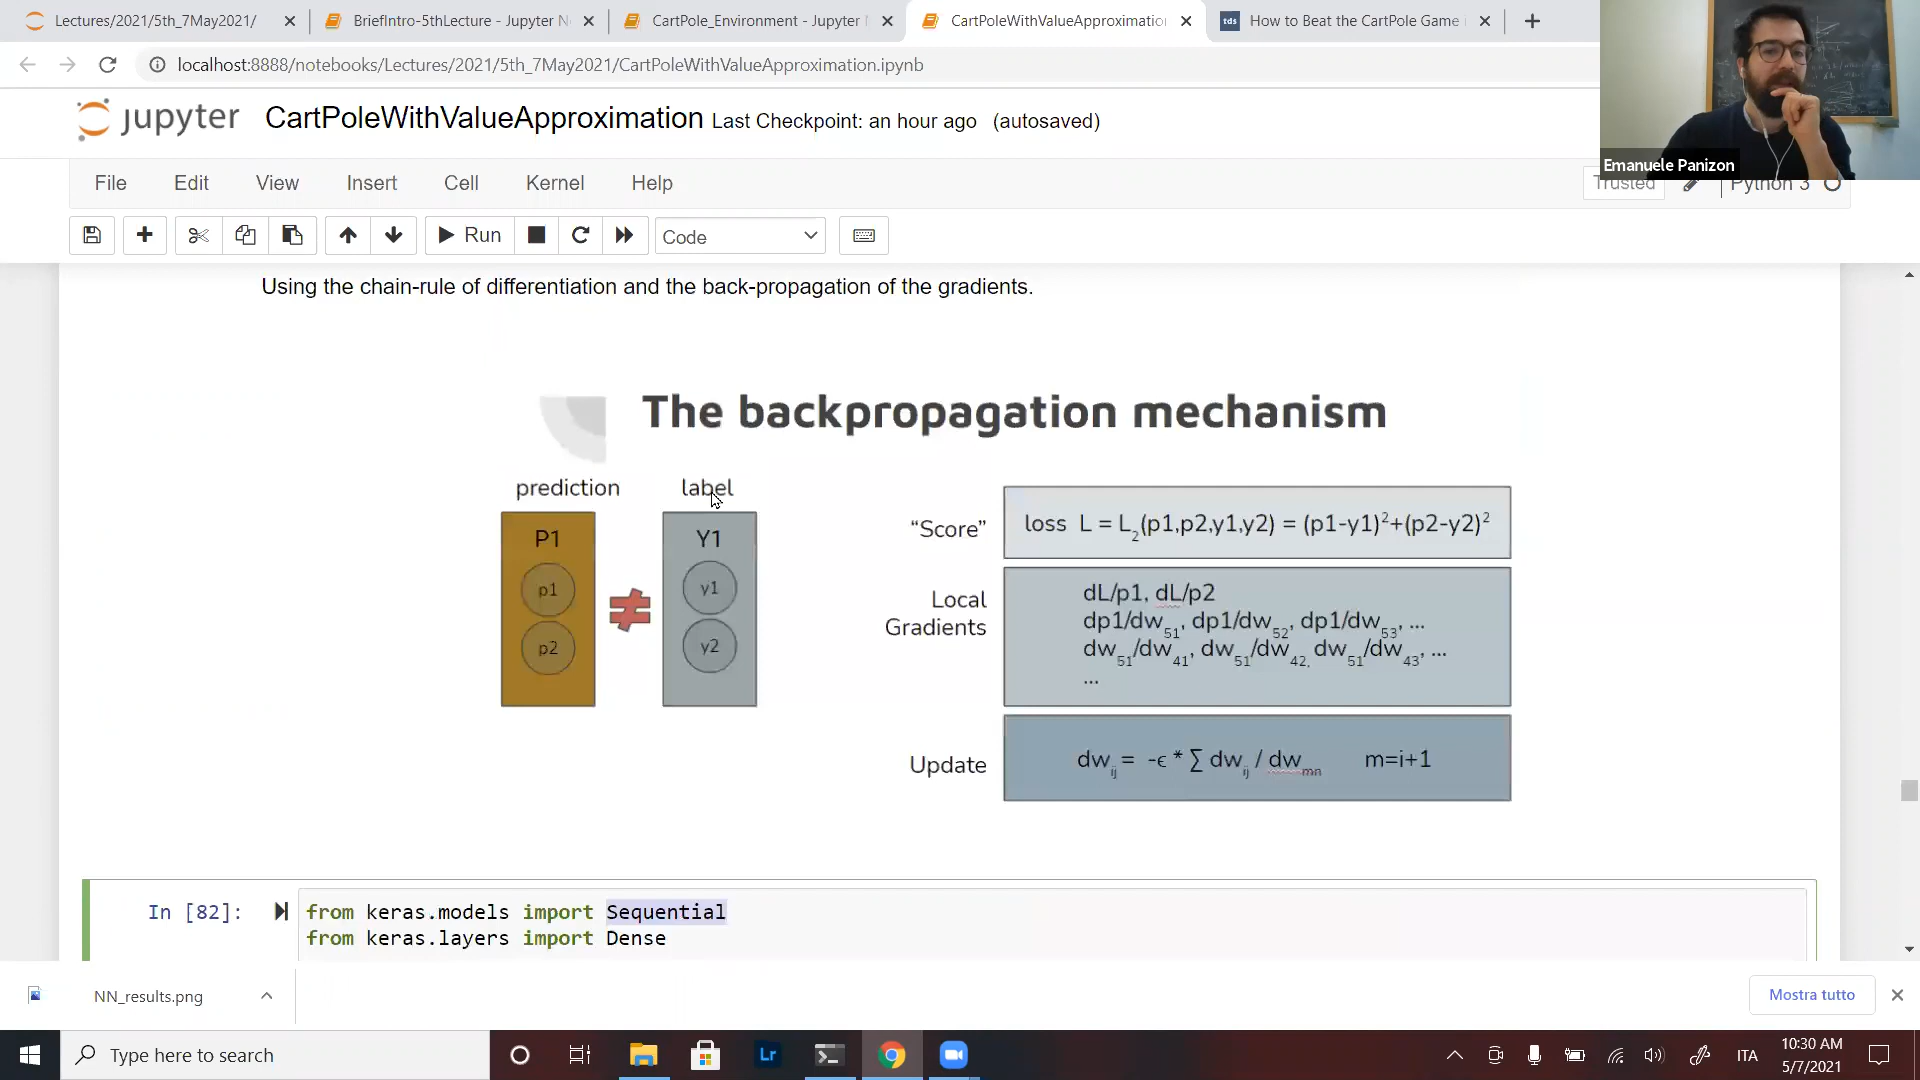 Lectures/2021/5th_7May2021/
BriefIntro-5thLecture - Jupyter N
CartPole_Environment - Jupyter
CartPoleWithValueApproximatio
tds
How to Beat the CartPole Game i
localhost:8888/notebooks/Lectures/2021/5th_7May2021/CartPoleWithValueApproximation.ipynb
jupyter
CartPoleWithValueApproximation Last Checkpoint: an hour ago (autosaved)
Emanuele Panizon
File Edit View Insert Cell Kernel Help
Trusted
Python 3
Run
Code
Using the chain-rule of differentiation and the back-propagation of the gradients.
The backpropagation mechanism
prediction label
P1 Y1
p1 y1
≠
p2 y2
"Score"
loss L = L₂(p1,p2,y1,y2) = (p1-y1)²+(p2-y2)²
Local
Gradients
dL/p1, dL/p2
dp1/dw₅₁, dp1/dw₅₂, dp1/dw₅₃, ...
dw₅₁/dw₄₁, dw₅₁/dw₄₂, dw₅₁/dw₄₃, ...
...
Update
dwᵢⱼ = -ϵ * ∑ dwᵢⱼ / dwₘₙ m=i+1
In [82]:
from keras.models import Sequential
from keras.layers import Dense
NN_results.png
Mostra tutto
Type here to search
Lr
ITA
10:30 AM
5/7/2021